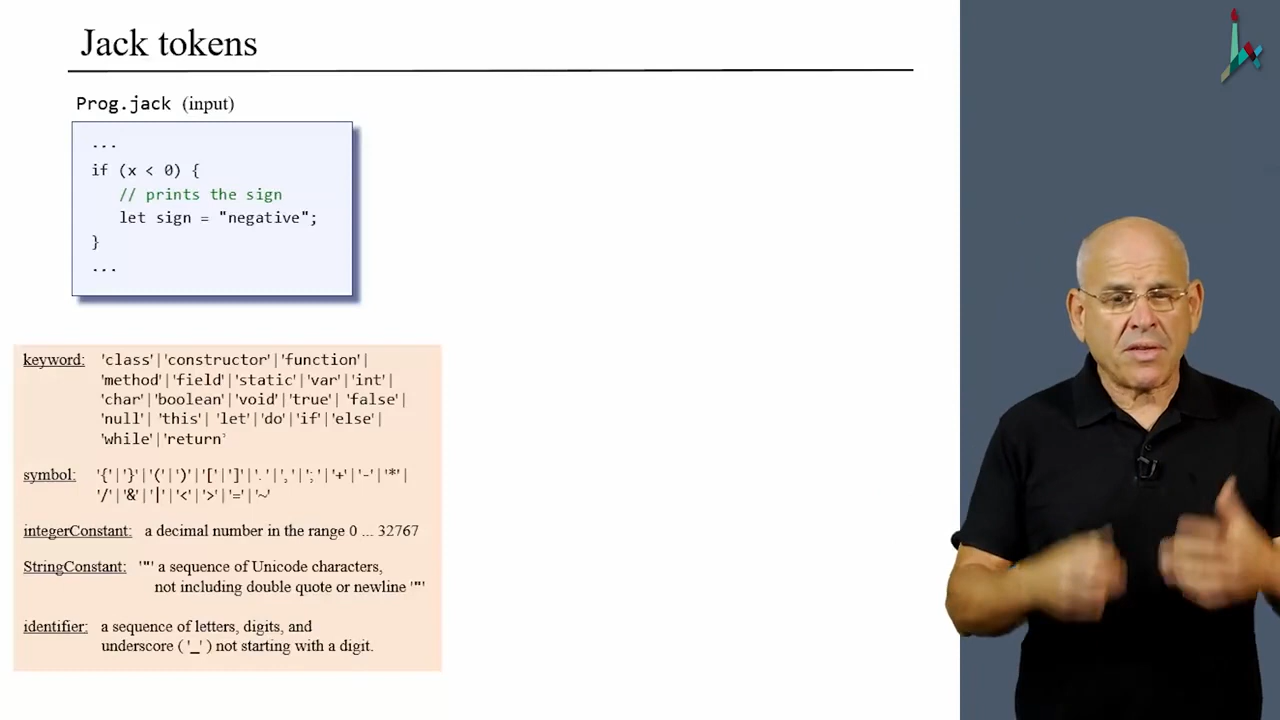 Jack tokens
Prog.jack (input)
...
if (x < 0) {
// prints the sign
let sign = "negative";
}
...
keyword: 'class'|'constructor'|'function'|
'method'|'field'|'static'|'var'|'int'|
'char'|'boolean'|'void'|'true'| 'false'|
'null'| 'this'| 'let'|'do'|'if'|'else'|
'while'|'return'
symbol: '{'|'}'|'('|')'|'['|']'|'.'|','|';'|'+'|'-'|'*'|
'/'|'&'|'|'|'<'|'>'|'='|'~'
integerConstant: a decimal number in the range 0 ... 32767
StringConstant: '"' a sequence of Unicode characters,
not including double quote or newline '"'
identifier: a sequence of letters, digits, and
underscore ( '_' ) not starting with a digit.